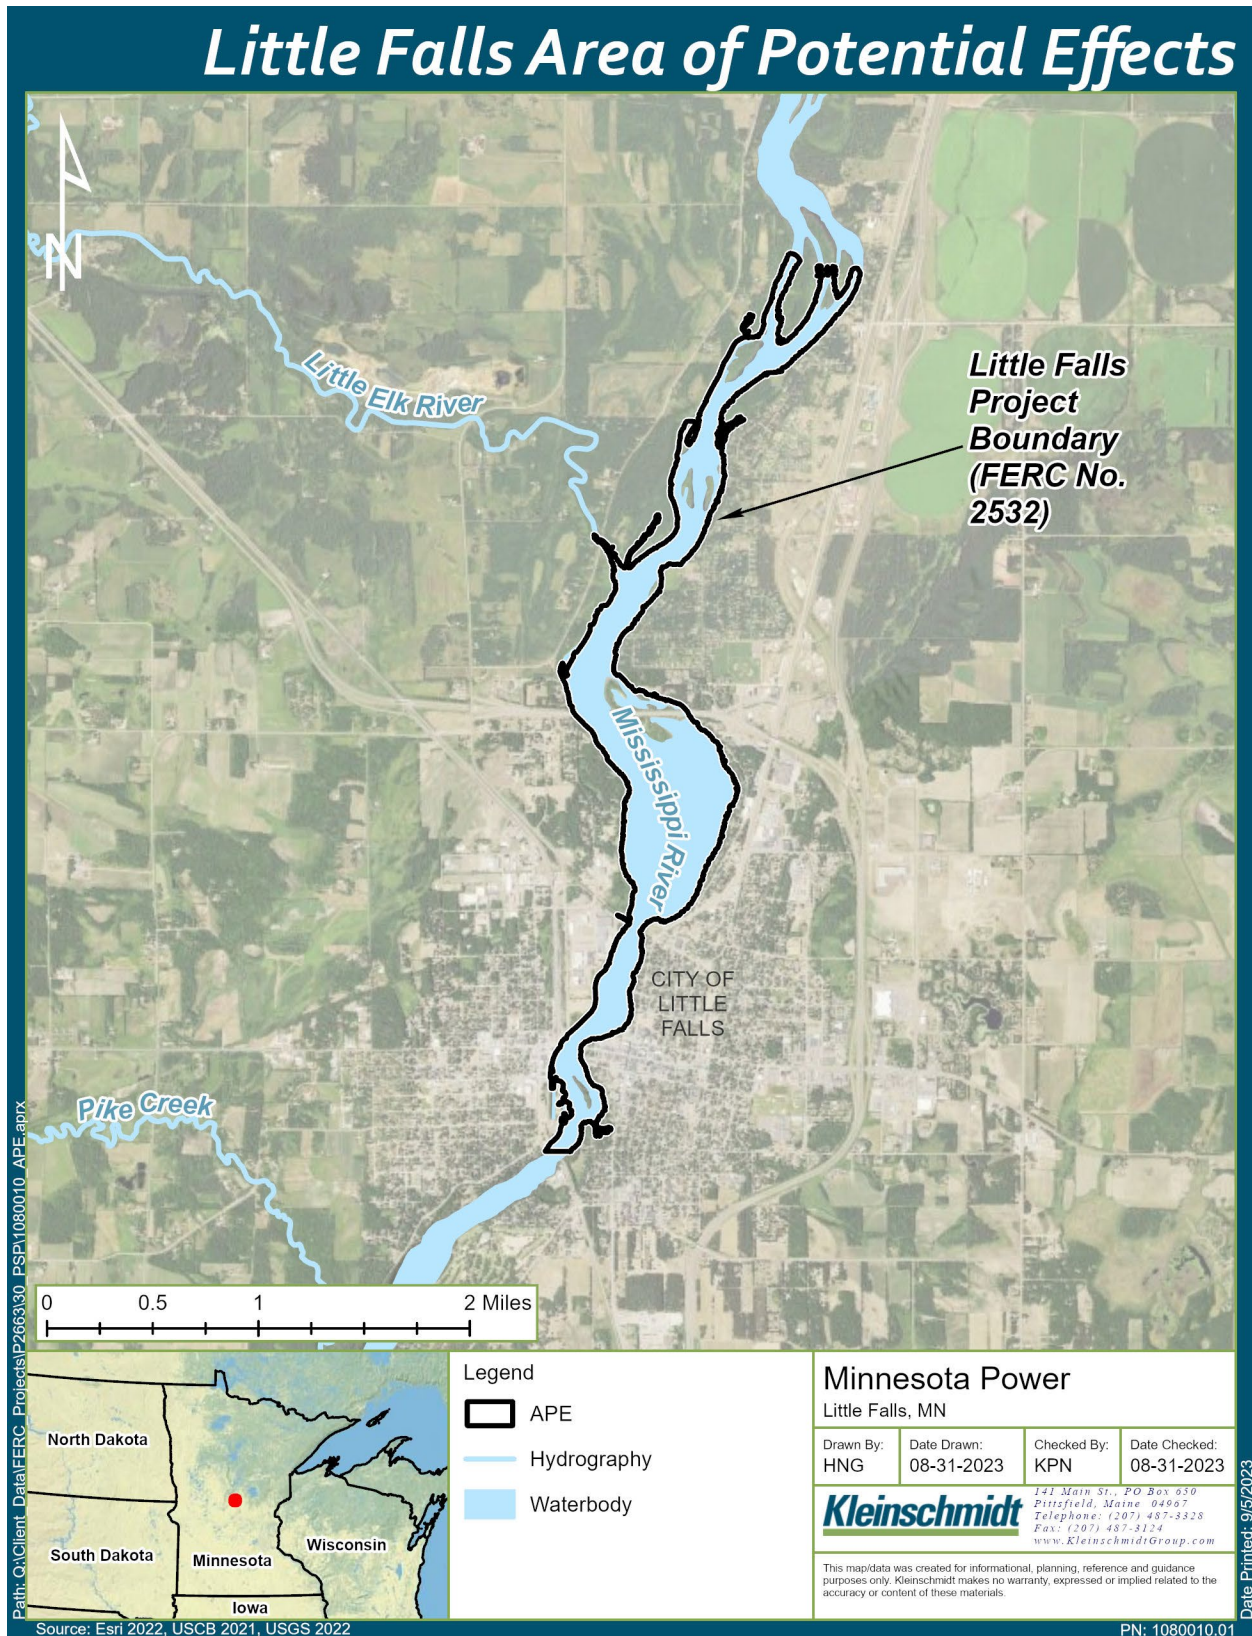 Little Falls Area of Potential Effects
N
Little Elk River
Little Falls
Project
Boundary
(FERC No.
2532)
Mississippi River
CITY OF
LITTLE
FALLS
Pike Creek
0 0.5 1 2 Miles
North Dakota
South Dakota
Minnesota
Wisconsin
Iowa
Legend
APE
Hydrography
Waterbody
Minnesota Power
Little Falls, MN
Drawn By:
HNG
Date Drawn:
08-31-2023
Checked By:
KPN
Date Checked:
08-31-2023
Kleinschmidt
141 Main St., PO Box 650
Pittsfield, Maine 04967
Telephone: (207) 487-3328
Fax: (207) 487-3124
www.KleinschmidtGroup.com
This map/data was created for informational, planning, reference and guidance
purposes only. Kleinschmidt makes no warranty, expressed or implied related to the
accuracy or content of these materials.
Path: Q:\Client_Data\FERC_Projects\P2663\30_PSP\1080010_APE.aprx
Date Printed: 9/5/2023
Source: Esri 2022, USCB 2021, USGS 2022
PN: 1080010.01